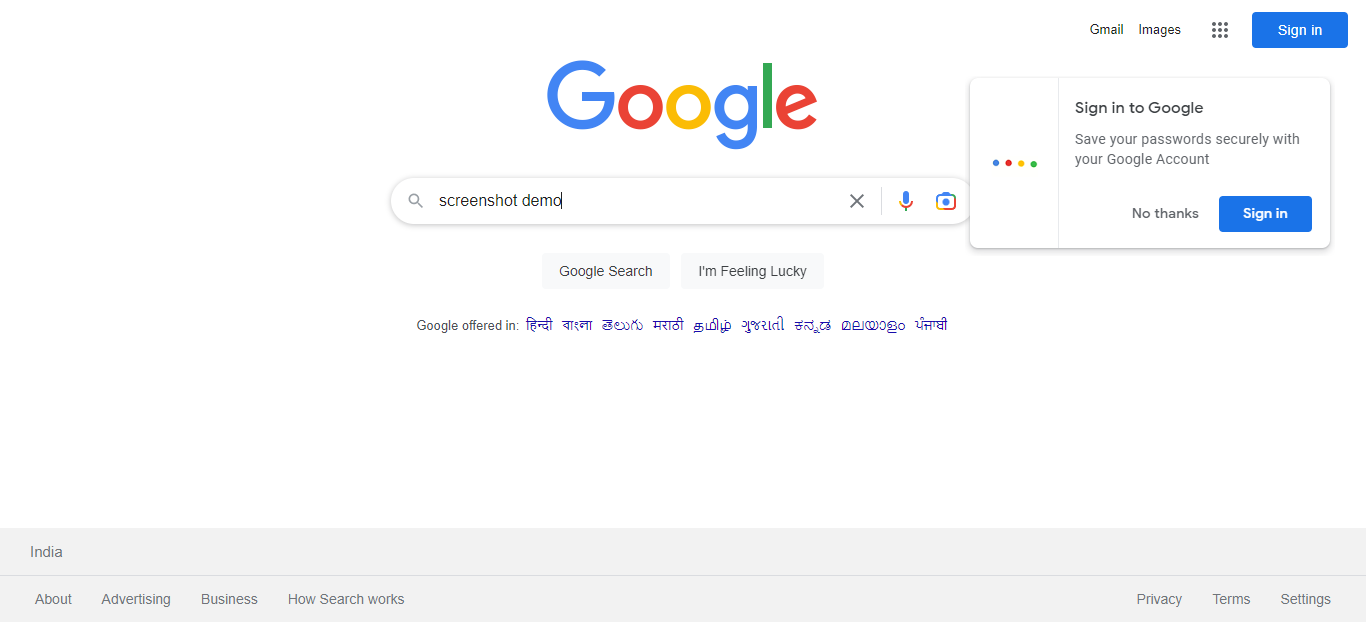 Gmail Images Sign in
Google
Sign in to Google
Save your passwords securely with
your Google Account
No thanks Sign in
screenshot demo
Google Search I'm Feeling Lucky
Google offered in: हिन्दी বাংলা తెలుగు मराठी தமிழ் ગુજરાતી ಕನ್ನಡ മലയാളം ਪੰਜਾਬੀ
India
About Advertising Business How Search works Privacy Terms Settings